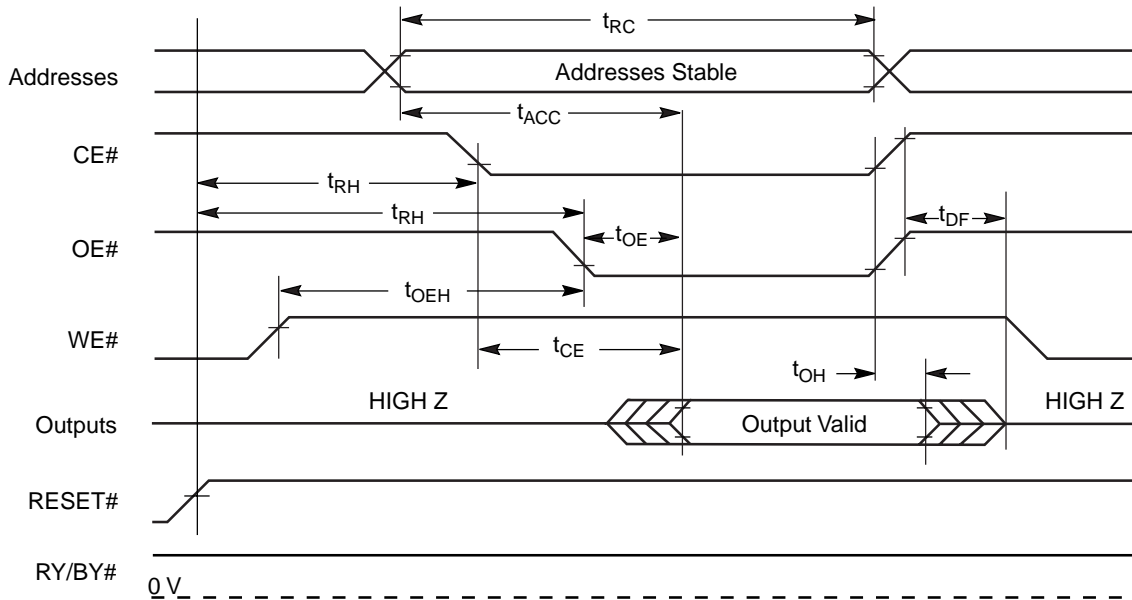 tRC
Addresses
Addresses Stable
tACC
CE#
tRH
tRH
tOE
tDF
OE#
tOEH
WE#
tCE
tOH
HIGH Z
HIGH Z
Outputs
Output Valid
RESET#
RY/BY#
0 V